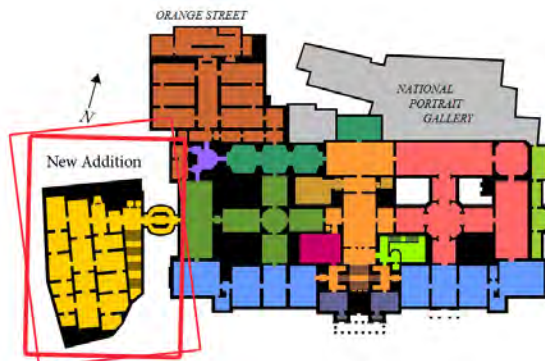 ORANGE STREET
NATIONAL
PORTRAIT
GALLERY
N
New Addition